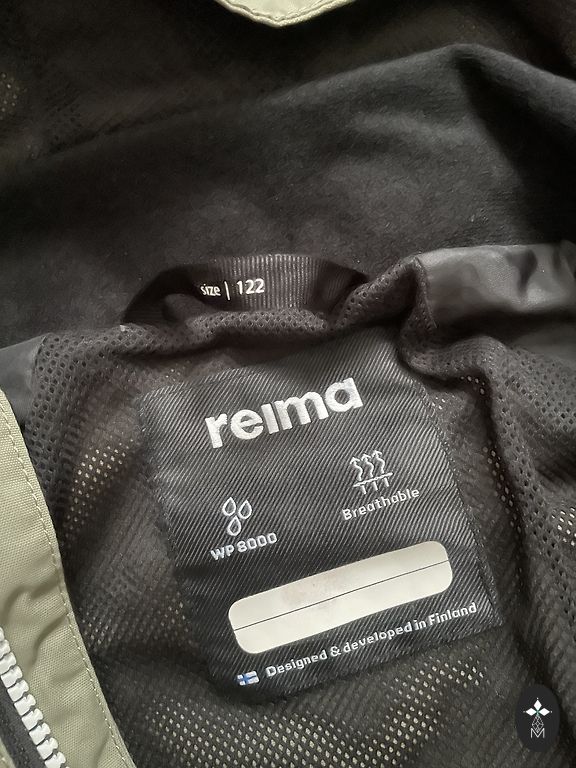 size | 122
reima
Breathable
WP 8000
Designed & developed in Finland
M